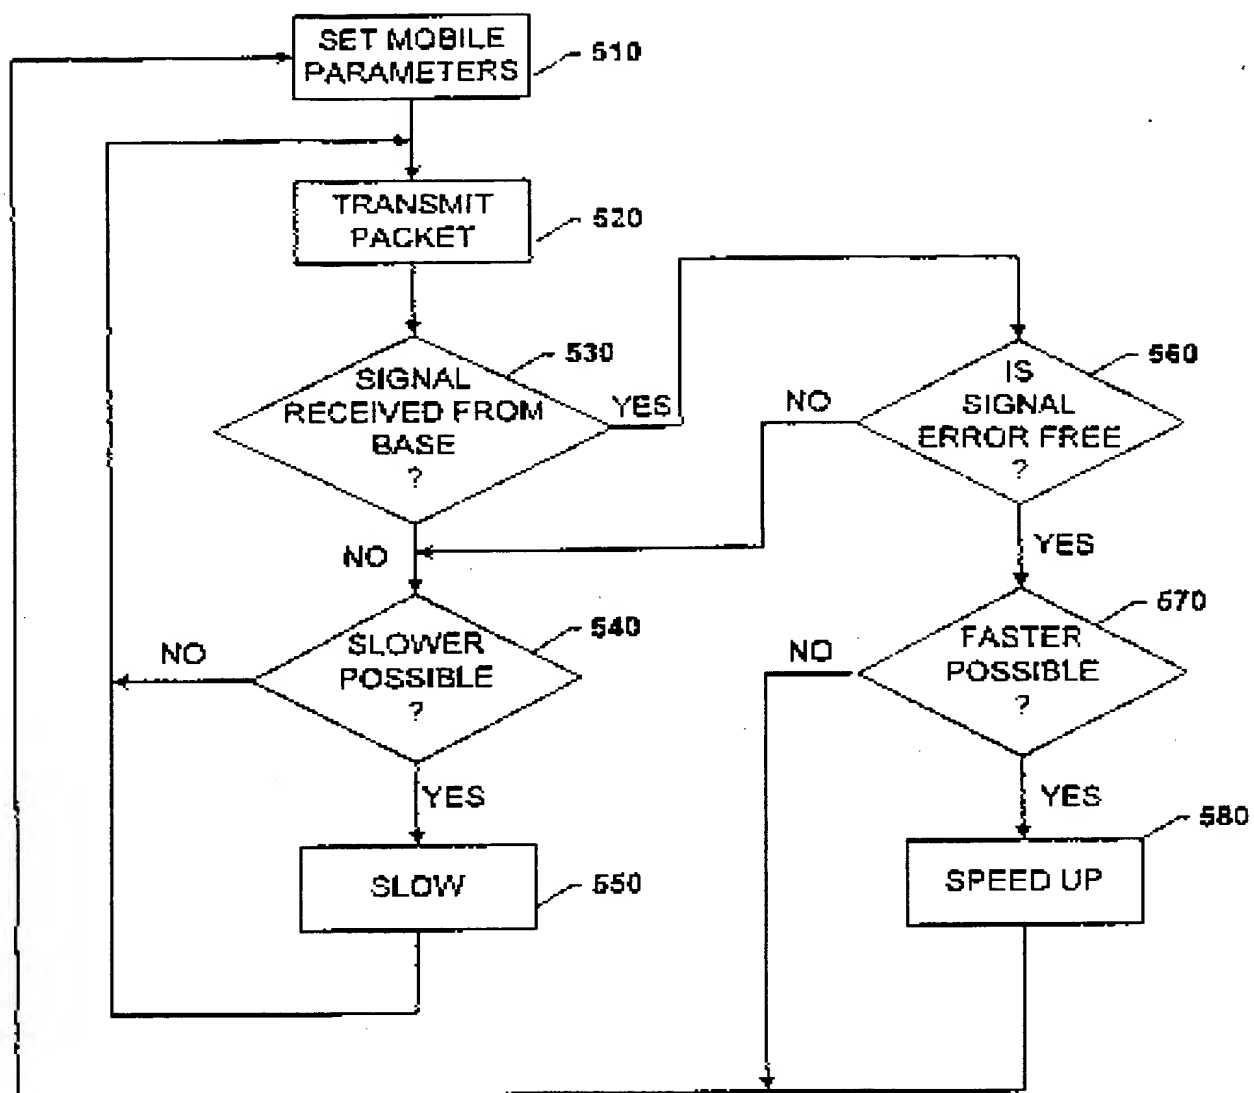 SET MOBILE
PARAMETERS
510
TRANSMIT
PACKET
520
SIGNAL
RECEIVED FROM
BASE
?
530
YES
NO
IS
SIGNAL
ERROR FREE
?
560
NO
YES
SLOWER
POSSIBLE
?
540
NO
YES
FASTER
POSSIBLE
?
570
NO
YES
SLOW
550
SPEED UP
580